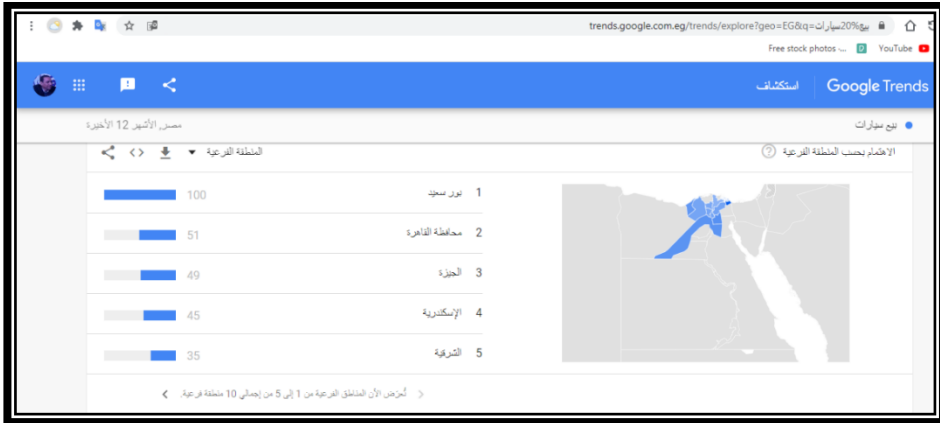 trends.google.com.eg/trends/explore?geo=EG&q=بيع%20سيارات
YouTube
Free stock photos -...
Google Trends
استكشاف
بيع سيارات
مصر, الأشهر 12 الأخيرة
الاهتمام بحسب المنطقة الفرعية
المنطقة الفرعية
1 بور سعيد 100
2 محافظة القاهرة 51
3 الجيزة 49
4 الإسكندرية 45
5 الشرقية 35
تُعرَض الآن المناطق الفرعية من 1 إلى 5 من إجمالي 10 منطقة فرعية.